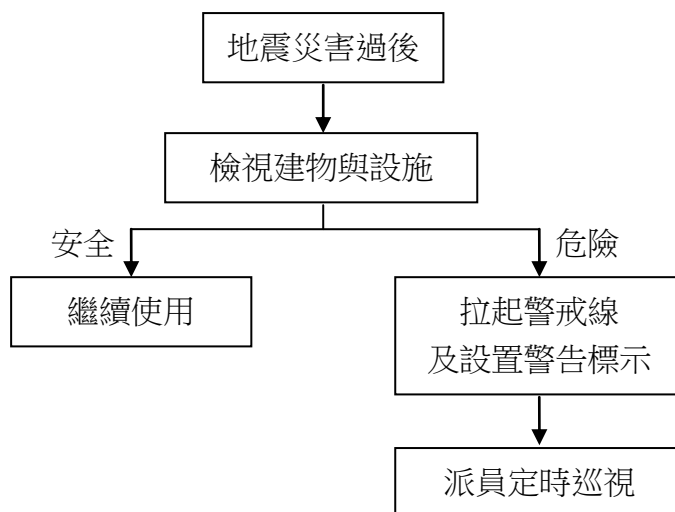 地震災害過後
檢視建物與設施
安全
危險
繼續使用
拉起警戒線
及設置警告標示
派員定時巡視